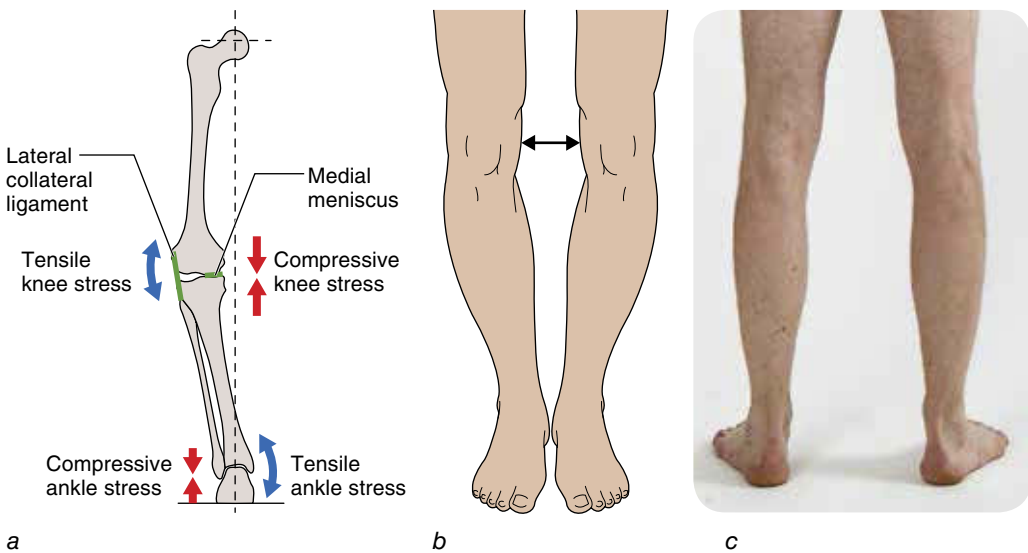 Lateral
collateral
ligament
Medial
meniscus
Tensile
knee stress
Compressive
knee stress
Compressive
ankle stress
Tensile
ankle stress
a
b
c